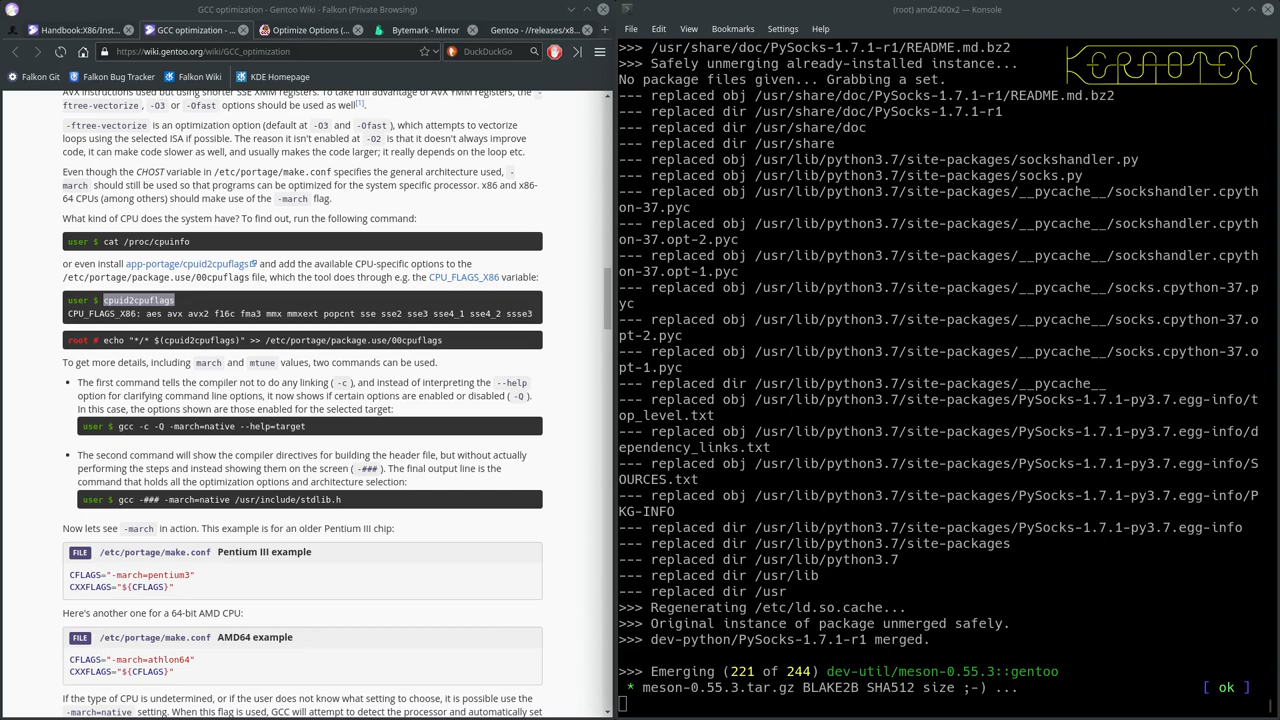 GCC optimization - Gentoo Wiki - Falkon (Private Browsing)
Handbook:X86/Inst...
GCC optimization - ...
Optimize Options (...
Bytemark - Mirror
Gentoo - //releases/x8...
https://wiki.gentoo.org/wiki/GCC_optimization
DuckDuckGo
Falkon Git
Falkon Bug Tracker
Falkon Wiki
KDE Homepage
AVX instructions used but using shorter SSE XMM registers. To take full advantage of AVX YMM registers, the -
ftree-vectorize, -O3 or -Ofast options should be used as well[1].
-ftree-vectorize is an optimization option (default at -O3 and -Ofast), which attempts to vectorize
loops using the selected ISA if possible. The reason it isn't enabled at -O2 is that it doesn't always improve
code, it can make code slower as well, and usually makes the code larger; it really depends on the loop etc.
Even though the CHOST variable in /etc/portage/make.conf specifies the general architecture used, -
march should still be used so that programs can be optimized for the system specific processor. x86 and x86-
64 CPUs (among others) should make use of the -march flag.
What kind of CPU does the system have? To find out, run the following command:
user $ cat /proc/cpuinfo
or even install app-portage/cpuid2cpuflags and add the available CPU-specific options to the
/etc/portage/package.use/00cpuflags file, which the tool does through e.g. the CPU_FLAGS_X86 variable:
user $ cpuid2cpuflags
CPU_FLAGS_X86: aes avx avx2 f16c fma3 mmx mmxext popcnt sse sse2 sse3 sse4_1 sse4_2 ssse3
root # echo "*/* $(cpuid2cpuflags)" >> /etc/portage/package.use/00cpuflags
To get more details, including march and mtune values, two commands can be used.
• The first command tells the compiler not to do any linking (-c), and instead of interpreting the --help
option for clarifying command line options, it now shows if certain options are enabled or disabled (-Q).
In this case, the options shown are those enabled for the selected target:
user $ gcc -c -Q -march=native --help=target
• The second command will show the compiler directives for building the header file, but without actually
performing the steps and instead showing them on the screen (-###). The final output line is the
command that holds all the optimization options and architecture selection:
user $ gcc -### -march=native /usr/include/stdlib.h
Now lets see -march in action. This example is for an older Pentium III chip:
FILE /etc/portage/make.conf Pentium III example
CFLAGS="-march=pentium3"
CXXFLAGS="${CFLAGS}"
Here's another one for a 64-bit AMD CPU:
FILE /etc/portage/make.conf AMD64 example
CFLAGS="-march=athlon64"
CXXFLAGS="${CFLAGS}"
If the type of CPU is undetermined, or if the user does not know what setting to choose, it is possible use the
-march=native setting. When this flag is used, GCC will attempt to detect the processor and automatically set
(root) amd2400x2 — Konsole
File Edit View Bookmarks Settings Help
KERNOTEX
>>> /usr/share/doc/PySocks-1.7.1-r1/README.md.bz2
>>> Safely unmerging already-installed instance...
No package files given... Grabbing a set.
--- replaced obj /usr/share/doc/PySocks-1.7.1-r1/README.md.bz2
--- replaced dir /usr/share/doc/PySocks-1.7.1-r1
--- replaced dir /usr/share/doc
--- replaced dir /usr/share
--- replaced obj /usr/lib/python3.7/site-packages/sockshandler.py
--- replaced obj /usr/lib/python3.7/site-packages/socks.py
--- replaced obj /usr/lib/python3.7/site-packages/__pycache__/sockshandler.cpyth
on-37.pyc
--- replaced obj /usr/lib/python3.7/site-packages/__pycache__/sockshandler.cpyth
on-37.opt-2.pyc
--- replaced obj /usr/lib/python3.7/site-packages/__pycache__/sockshandler.cpyth
on-37.opt-1.pyc
--- replaced obj /usr/lib/python3.7/site-packages/__pycache__/socks.cpython-37.p
yc
--- replaced obj /usr/lib/python3.7/site-packages/__pycache__/socks.cpython-37.o
pt-2.pyc
--- replaced obj /usr/lib/python3.7/site-packages/__pycache__/socks.cpython-37.o
pt-1.pyc
--- replaced dir /usr/lib/python3.7/site-packages/__pycache__
--- replaced obj /usr/lib/python3.7/site-packages/PySocks-1.7.1-py3.7.egg-info/t
op_level.txt
--- replaced obj /usr/lib/python3.7/site-packages/PySocks-1.7.1-py3.7.egg-info/d
ependency_links.txt
--- replaced obj /usr/lib/python3.7/site-packages/PySocks-1.7.1-py3.7.egg-info/S
OURCES.txt
--- replaced obj /usr/lib/python3.7/site-packages/PySocks-1.7.1-py3.7.egg-info/P
KG-INFO
--- replaced dir /usr/lib/python3.7/site-packages/PySocks-1.7.1-py3.7.egg-info
--- replaced dir /usr/lib/python3.7/site-packages
--- replaced dir /usr/lib/python3.7
--- replaced dir /usr/lib
--- replaced dir /usr
>>> Regenerating /etc/ld.so.cache...
>>> Original instance of package unmerged safely.
>>> dev-python/PySocks-1.7.1-r1 merged.
>>> Emerging (221 of 244) dev-util/meson-0.55.3::gentoo
* meson-0.55.3.tar.gz BLAKE2B SHA512 size ;-) ... [ ok ]